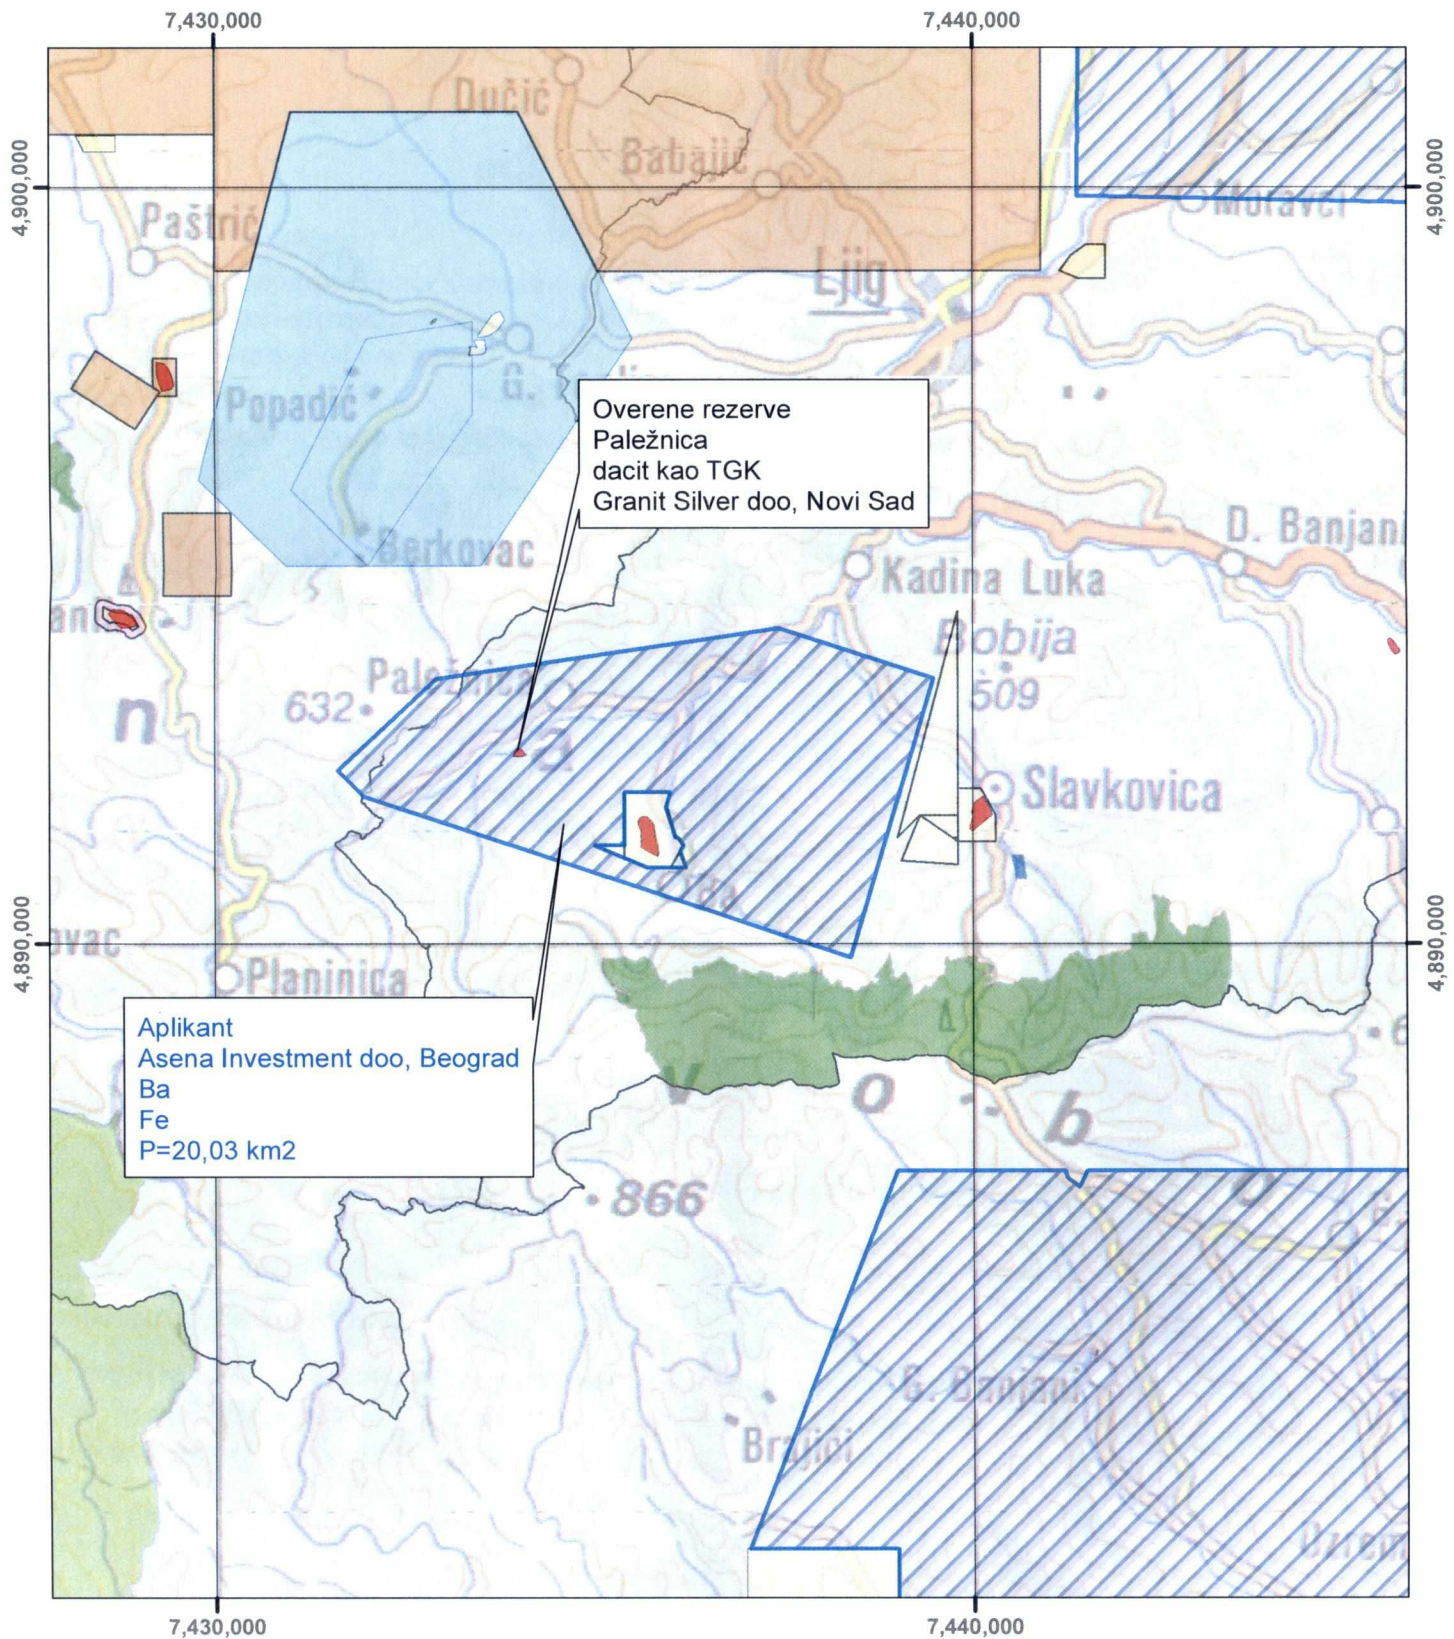 7,430,000
7,440,000
4,900,000
4,900,000
Dučić
Babajić
Paštrić
Moravci
Ljig
Popadić
Overene rezerve
Paležnica
dacit kao TGK
Granit Silver doo, Novi Sad
Berkovac
D. Banjani
Kadina Luka
Bobija
509
Paležnica
632
n
a
Slavkovica
4,890,000
4,890,000
ovac
Planinica
Aplikant
Asena Investment doo, Beograd
Ba
Fe
P=20,03 km2
v
o
b
o
866
G. Banjani
Brajići
7,430,000
7,440,000